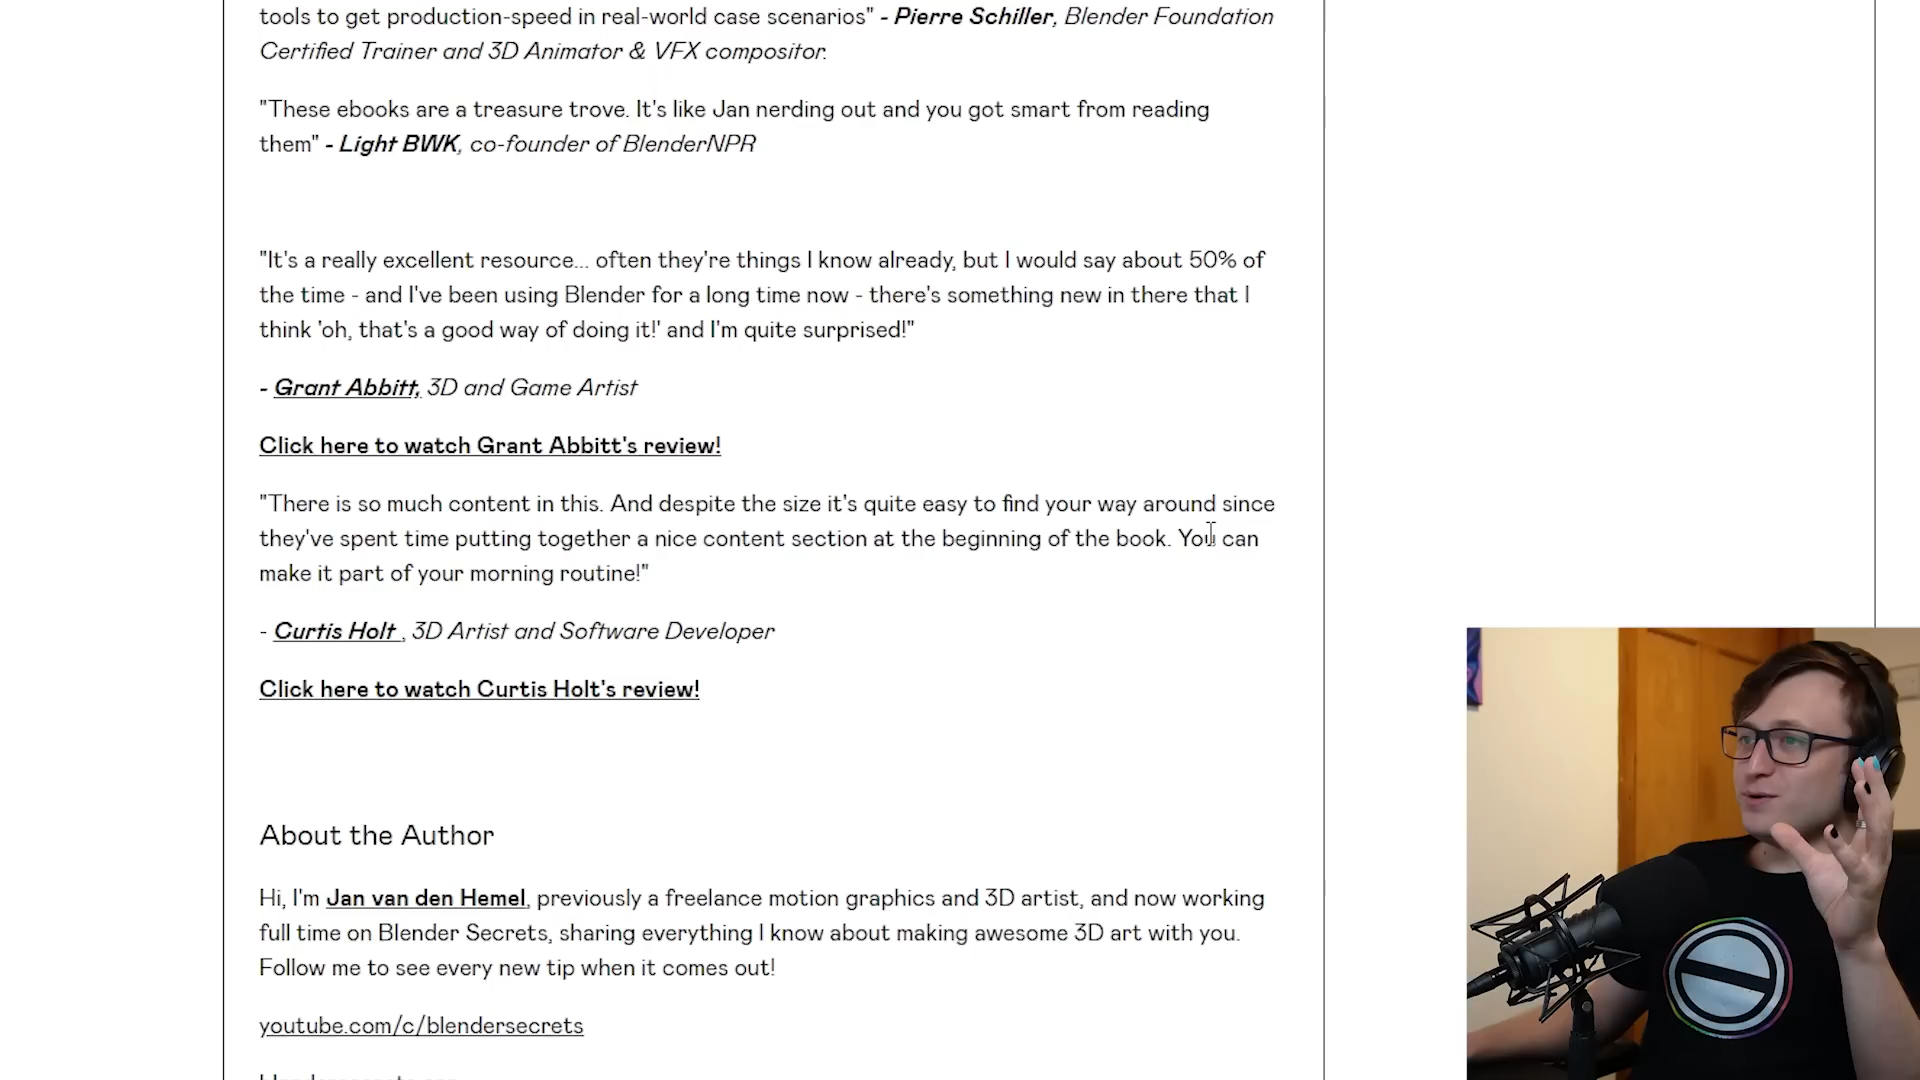 tools to get production-speed in real-world case scenarios" - Pierre Schiller, Blender Foundation
Certified Trainer and 3D Animator & VFX compositor.
"These ebooks are a treasure trove. It's like Jan nerding out and you got smart from reading
them" - Light BWK, co-founder of BlenderNPR
"It's a really excellent resource... often they're things I know already, but I would say about 50% of
the time - and I've been using Blender for a long time now - there's something new in there that I
think 'oh, that's a good way of doing it!' and I'm quite surprised!"
- Grant Abbitt, 3D and Game Artist
Click here to watch Grant Abbitt's review!
"There is so much content in this. And despite the size it's quite easy to find your way around since
they've spent time putting together a nice content section at the beginning of the book. You can
make it part of your morning routine!"
- Curtis Holt , 3D Artist and Software Developer
Click here to watch Curtis Holt's review!
About the Author
Hi, I'm Jan van den Hemel, previously a freelance motion graphics and 3D artist, and now working
full time on Blender Secrets, sharing everything I know about making awesome 3D art with you.
Follow me to see every new tip when it comes out!
youtube.com/c/blendersecrets